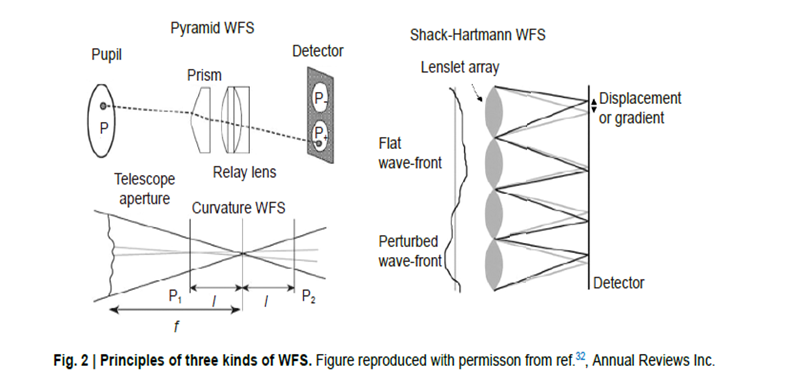 Pyramid WFS
Pupil
Detector
Prism
P
P-
P+
Relay lens
Telescope
aperture
Curvature WFS
P1
l
l
P2
f
Shack-Hartmann WFS
Lenslet array
Displacement
or gradient
Flat
wave-front
Perturbed
wave-front
Detector
Fig. 2 | Principles of three kinds of WFS. Figure reproduced with permisson from ref.32, Annual Reviews Inc.